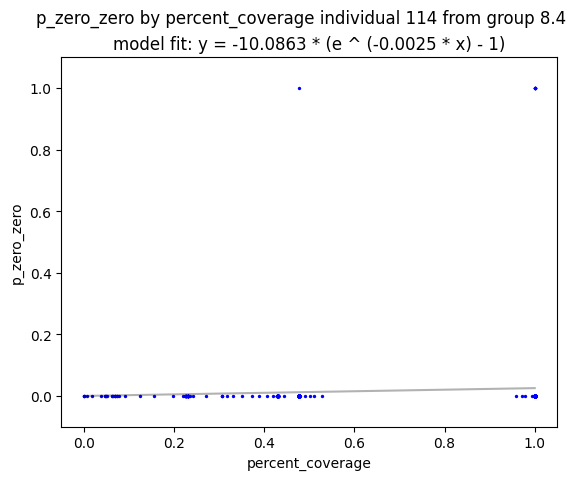 p_zero_zero by percent_coverage individual 114 from group 8.4
model fit: y = -10.0863 * (e ^ (-0.0025 * x) - 1)
1.0
0.8
0.6
0.4
0.2
0.0
p_zero_zero
0.0 0.2 0.4 0.6 0.8 1.0
percent_coverage